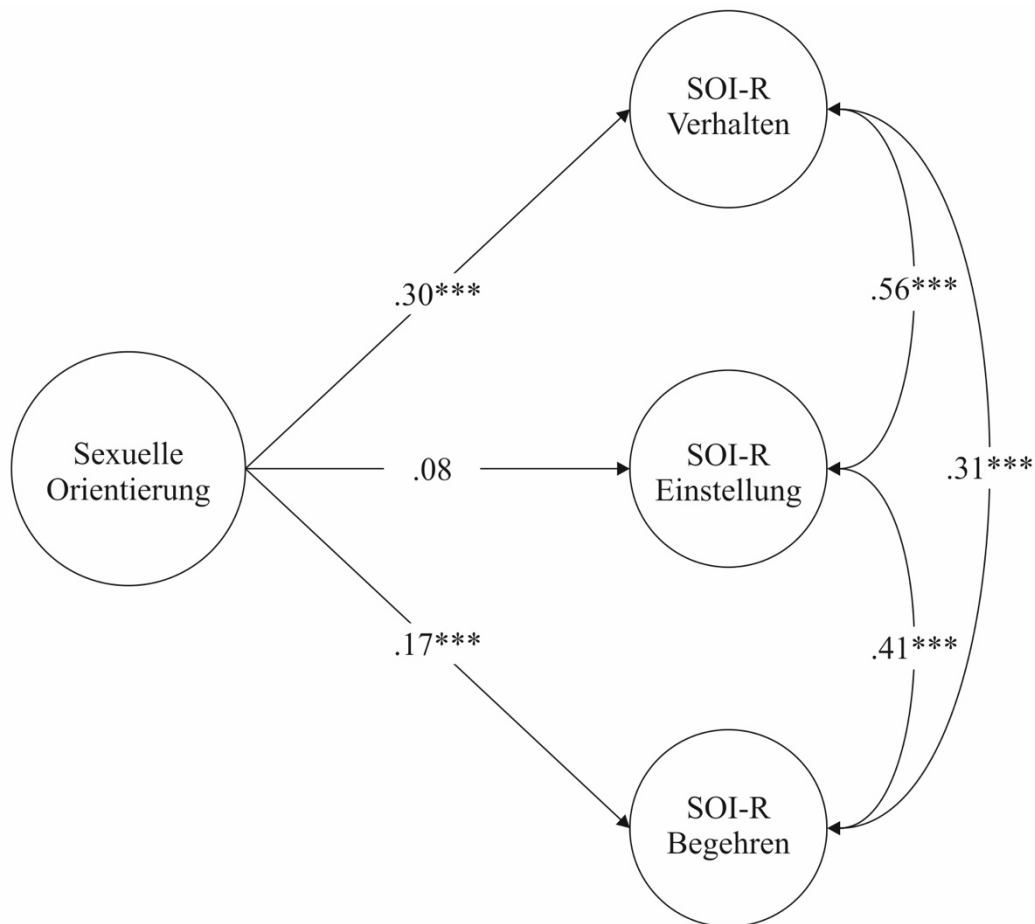 SOI-R
Verhalten
.30***
.56***
Sexuelle
Orientierung
.08
SOI-R
Einstellung
.31***
.17***
.41***
SOI-R
Begehren